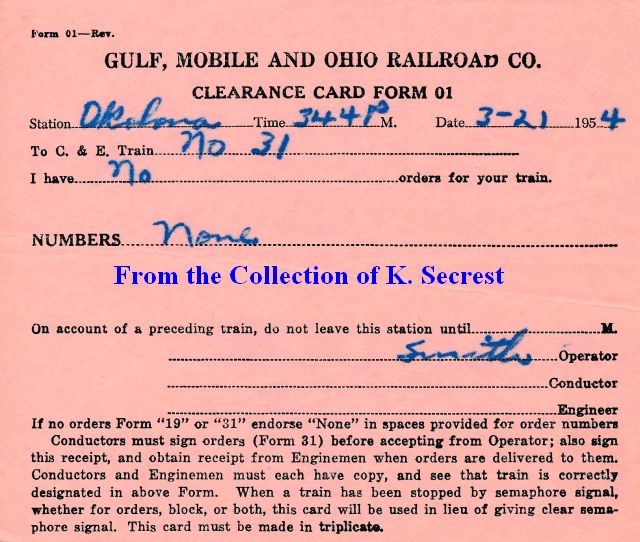 Form 01—Rev.
GULF, MOBILE AND OHIO RAILROAD CO.
CLEARANCE CARD FORM 01
Station Okolona Time 3441P M. Date 3-21 1954
To C. & E. Train No 31
I have No orders for your train.
NUMBERS None
From the Collection of K. Secrest
On account of a preceding train, do not leave this station until M.
Smith Operator
Conductor
Engineer
If no orders Form "19" or "31" endorse "None" in spaces provided for order numbers
Conductors must sign orders (Form 31) before accepting from Operator; also sign
this receipt, and obtain receipt from Enginemen when orders are delivered to them.
Conductors and Enginemen must each have copy, and see that train is correctly
designated in above Form. When a train has been stopped by semaphore signal,
whether for orders, block, or both, this card will be used in lieu of giving clear sema-
phore signal. This card must be made in triplicate.